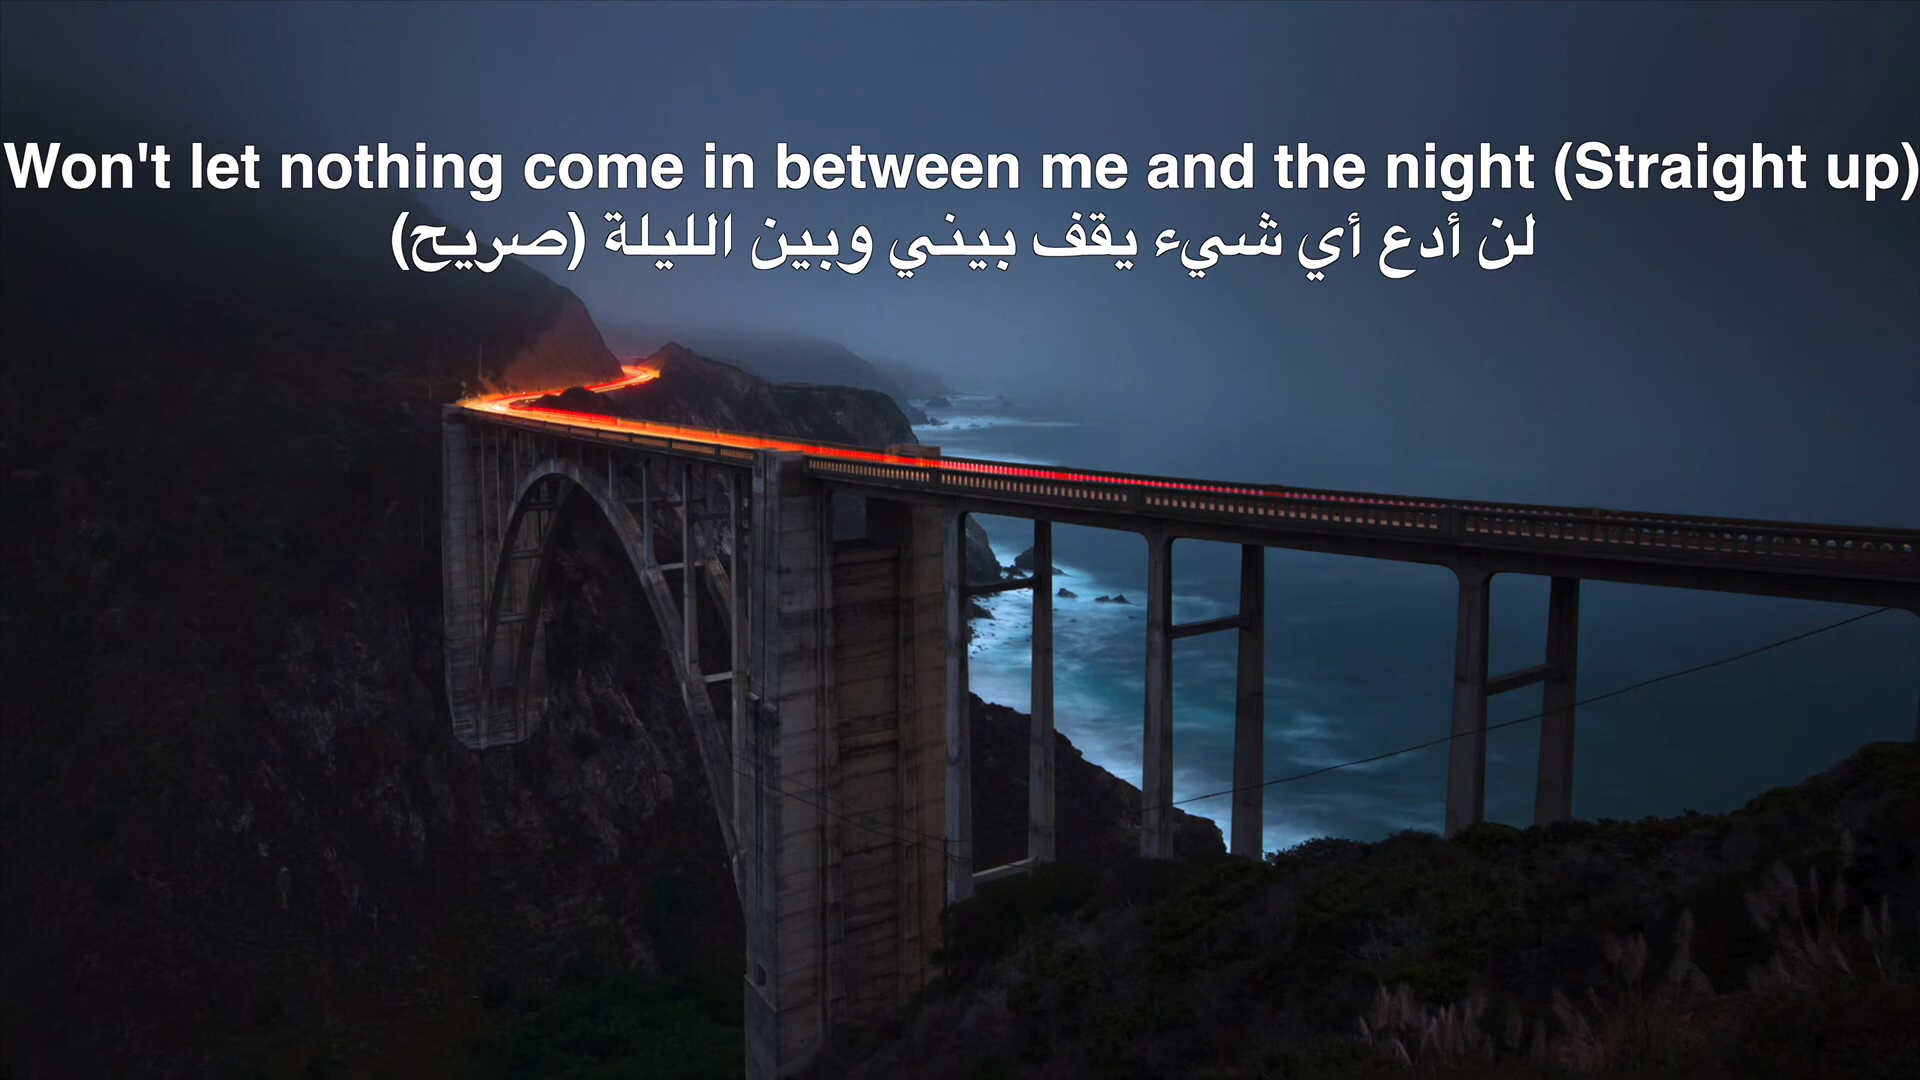 Won't let nothing come in between me and the night (Straight up)
لن أدع أي شيء يقف بيني وبين الليلة (صريح)